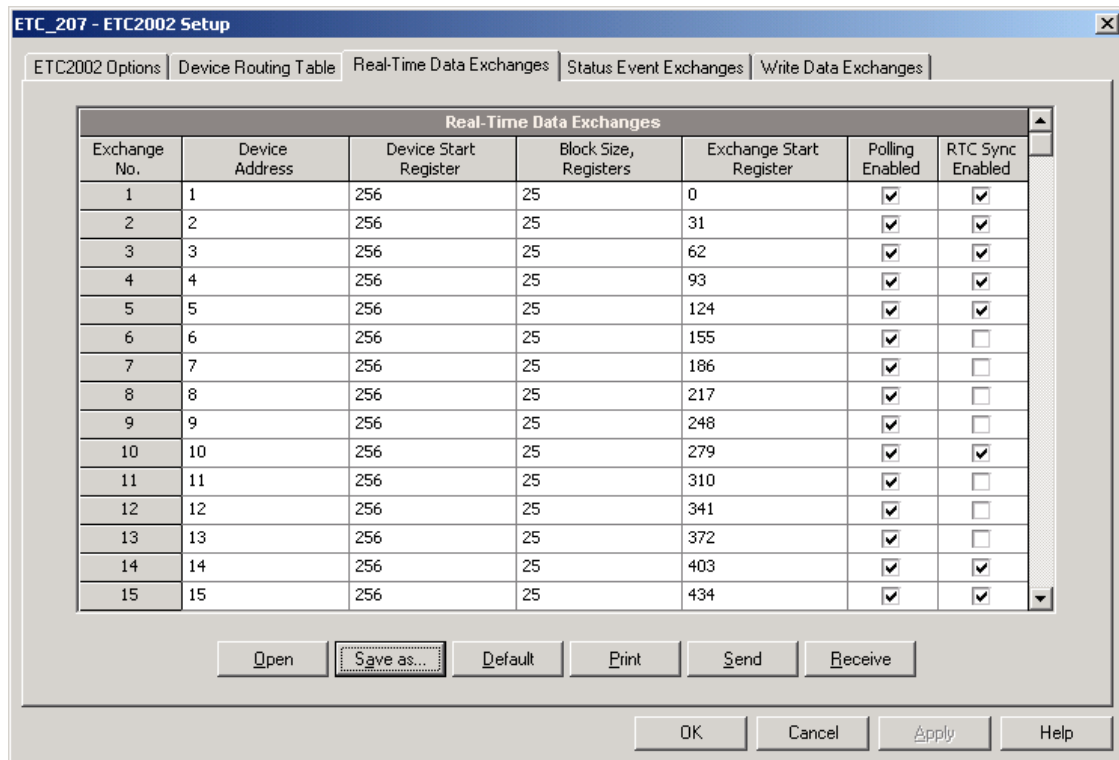 ETC_207 - ETC2002 Setup
ETC2002 Options Device Routing Table Real-Time Data Exchanges Status Event Exchanges Write Data Exchanges
Real-Time Data Exchanges
Exchange No. Device Address Device Start Register Block Size, Registers Exchange Start Register Polling Enabled RTC Sync Enabled
1 1 256 25 0
2 2 256 25 31
3 3 256 25 62
4 4 256 25 93
5 5 256 25 124
6 6 256 25 155
7 7 256 25 186
8 8 256 25 217
9 9 256 25 248
10 10 256 25 279
11 11 256 25 310
12 12 256 25 341
13 13 256 25 372
14 14 256 25 403
15 15 256 25 434
Open Save as... Default Print Send Receive
OK Cancel Apply Help